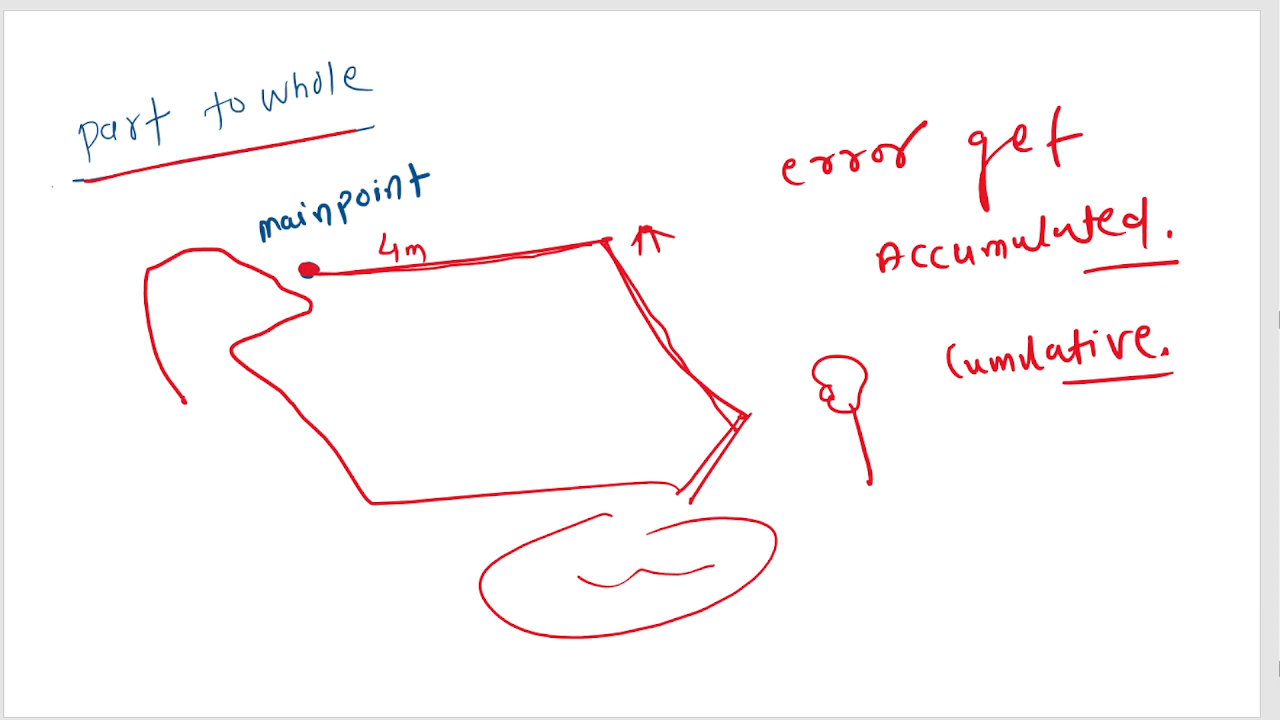 part to whole
mainpoint
4m
error get
Accumulated.
Cumulative.